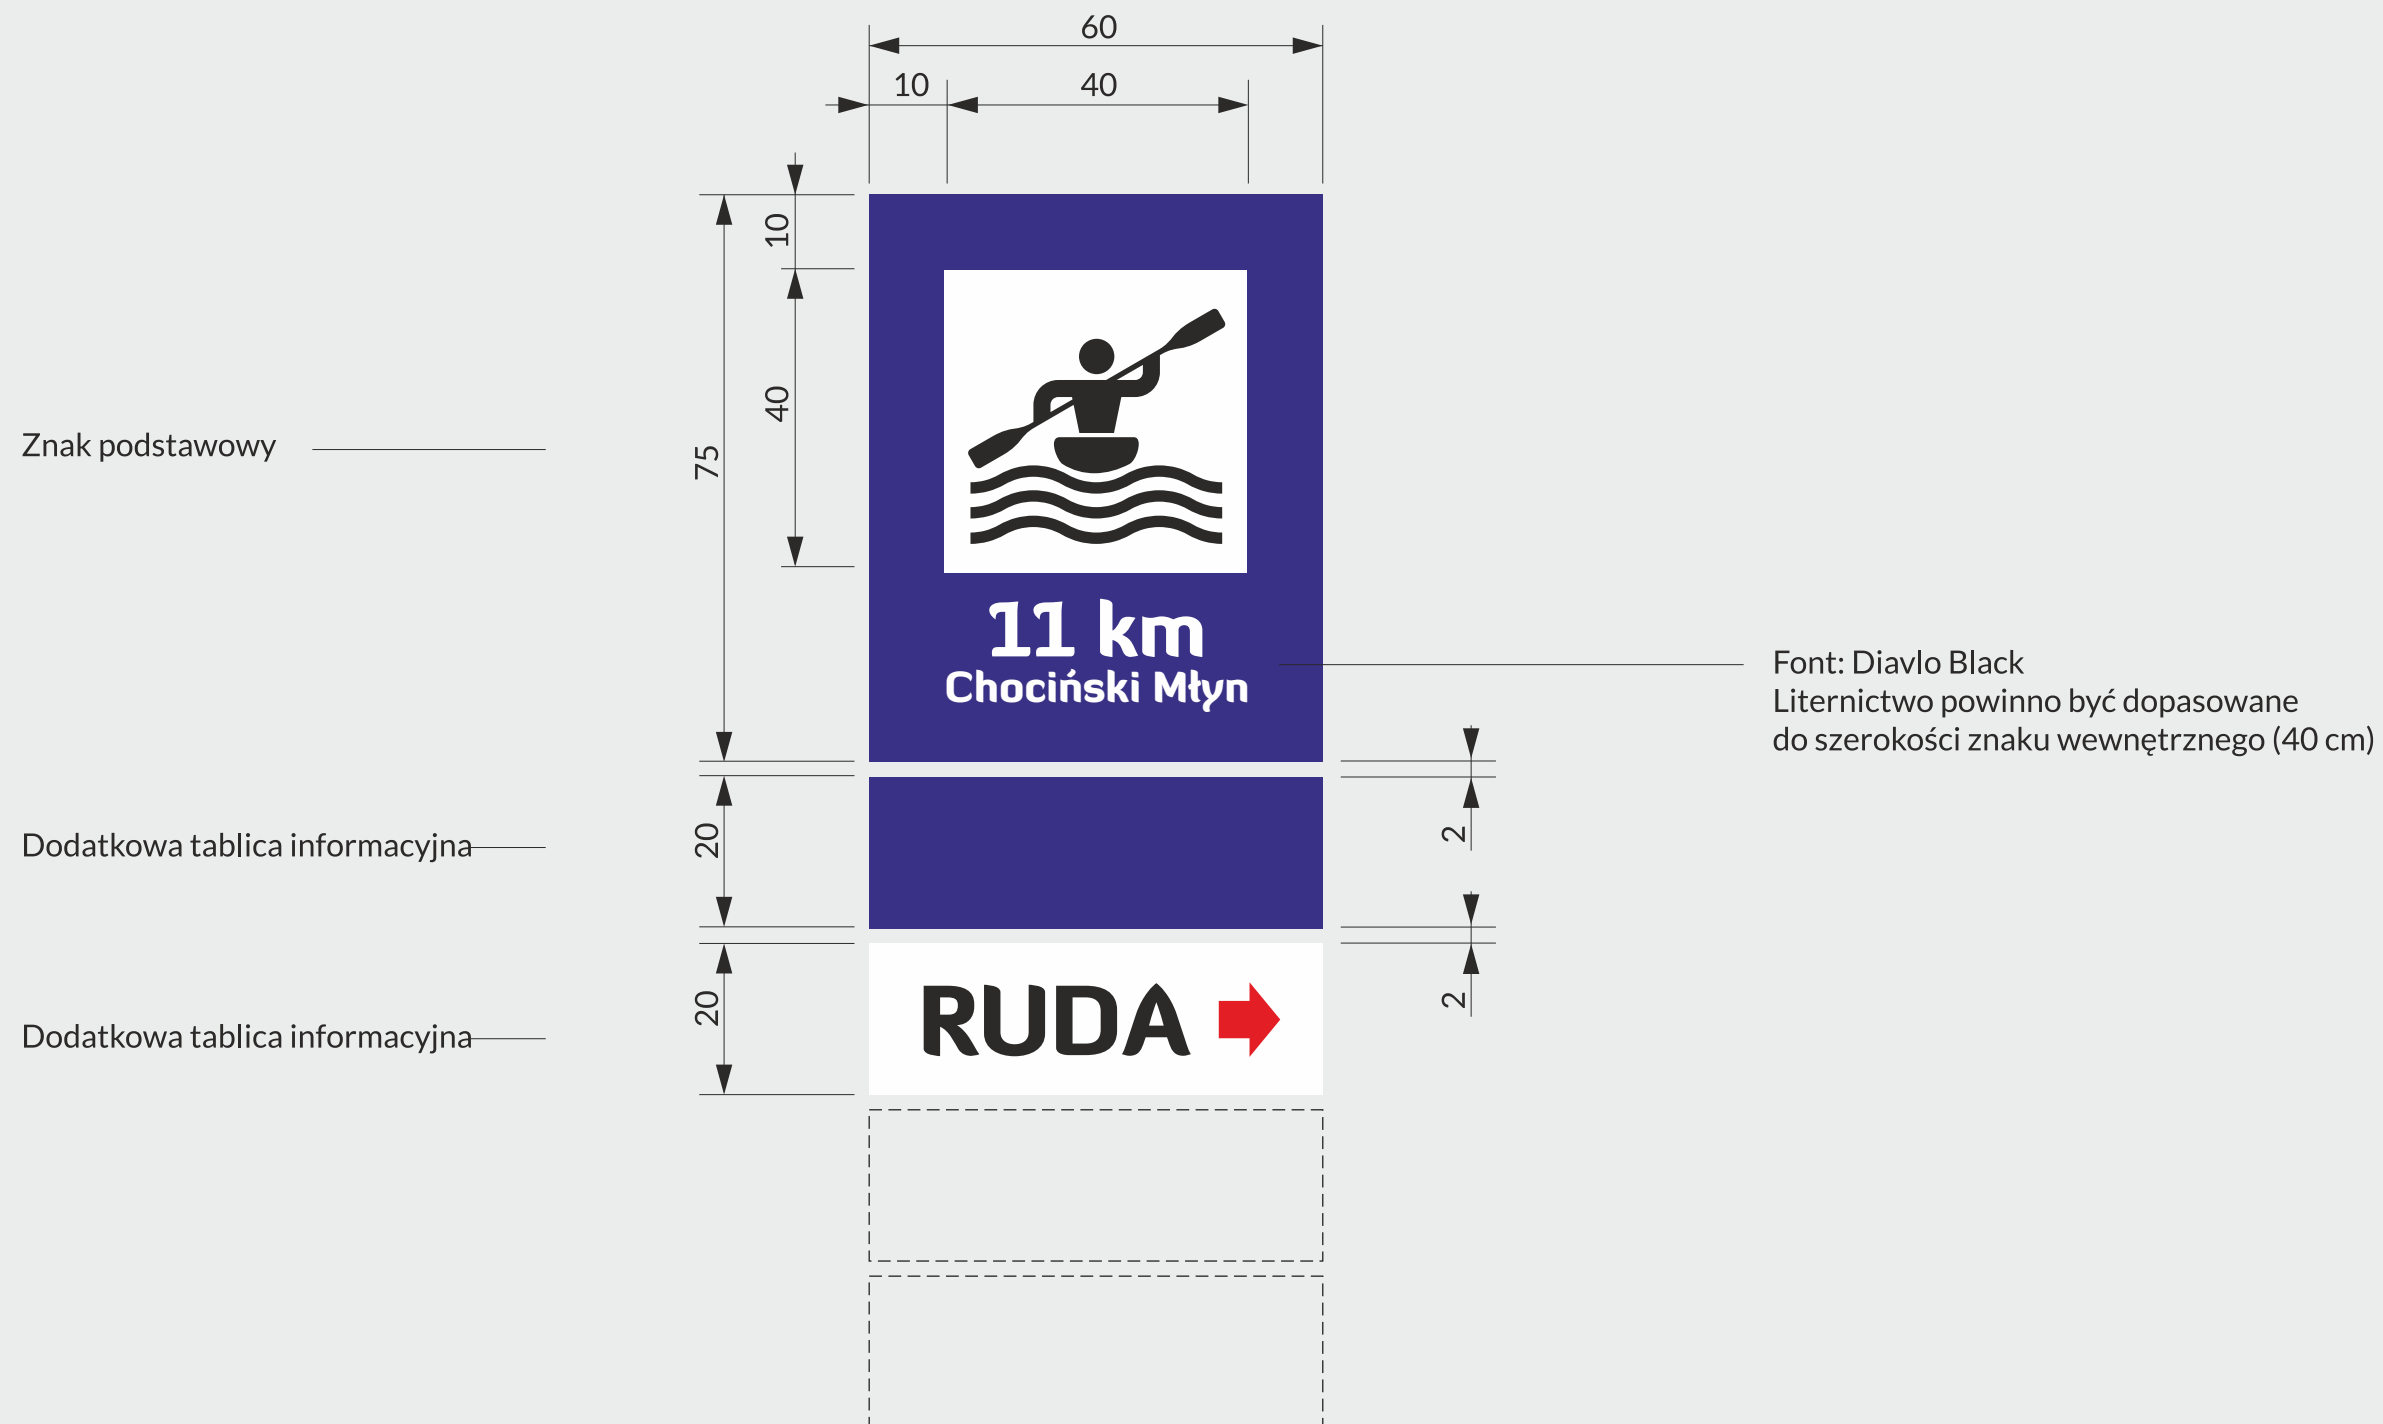 60
10
40
10
40
75
Znak podstawowy
11 km
Chociński Młyn
Font: Diavlo Black
Liternictwo powinno być dopasowane
do szerokości znaku wewnętrznego (40 cm)
Dodatkowa tablica informacyjna
20
2
Dodatkowa tablica informacyjna
20
RUDA
2